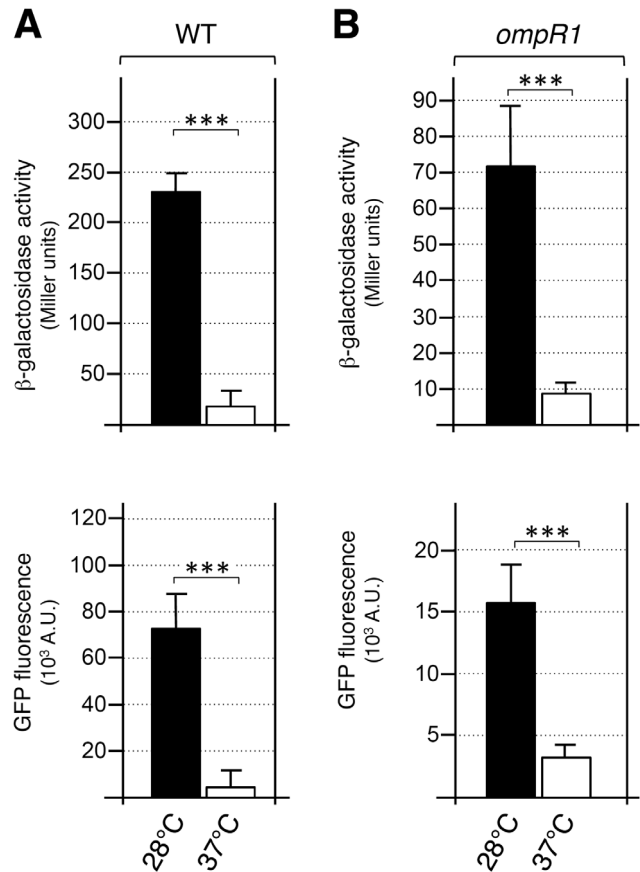 A
WT
β-galactosidase activity
(Miller units)
300
250
200
250
100
50
***
B
ompR1
β-galactosidase activity
(Miller units)
90
80
70
60
50
40
30
20
10
***
GFP fluorescence
(10³ A.U.)
120
100
80
60
40
20
***
28°C
37°C
GFP fluorescence
(10³ A.U.)
20
15
10
5
***
28°C
37°C